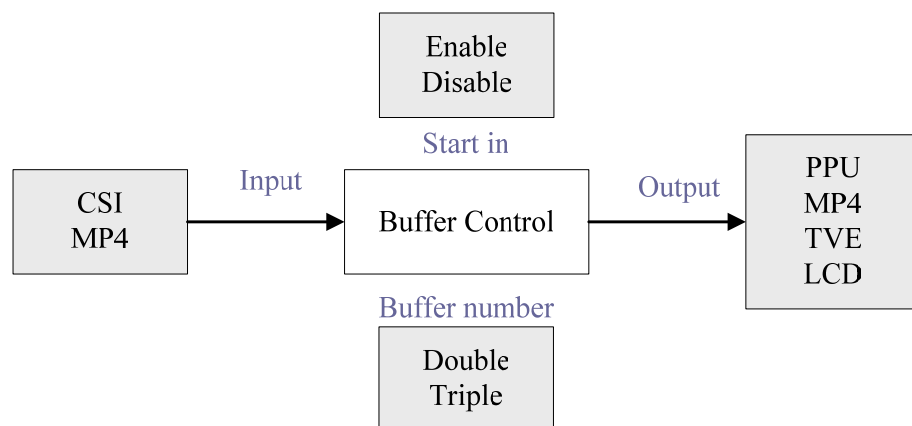 Enable
Disable
Start in
Input
Output
CSI
MP4
Buffer Control
PPU
MP4
TVE
LCD
Buffer number
Double
Triple